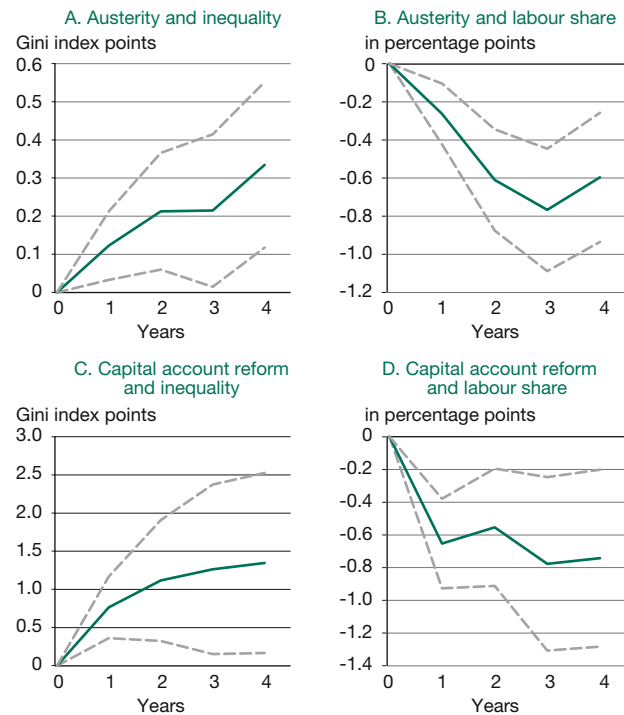 A. Austerity and inequality
Gini index points
0.6
0.5
0.4
0.3
0.2
0.1
0
0 1 2 3 4
Years
B. Austerity and labour share
in percentage points
0
-0.2
-0.4
-0.6
-0.8
-1.0
-1.2
0 1 2 3 4
Years
C. Capital account reform
and inequality
Gini index points
3.0
2.5
2.0
1.5
1.0
0.5
0
0 1 2 3 4
Years
D. Capital account reform
and labour share
in percentage points
0
-0.2
-0.4
-0.6
-0.8
-1.0
-1.2
-1.4
0 1 2 3 4
Years